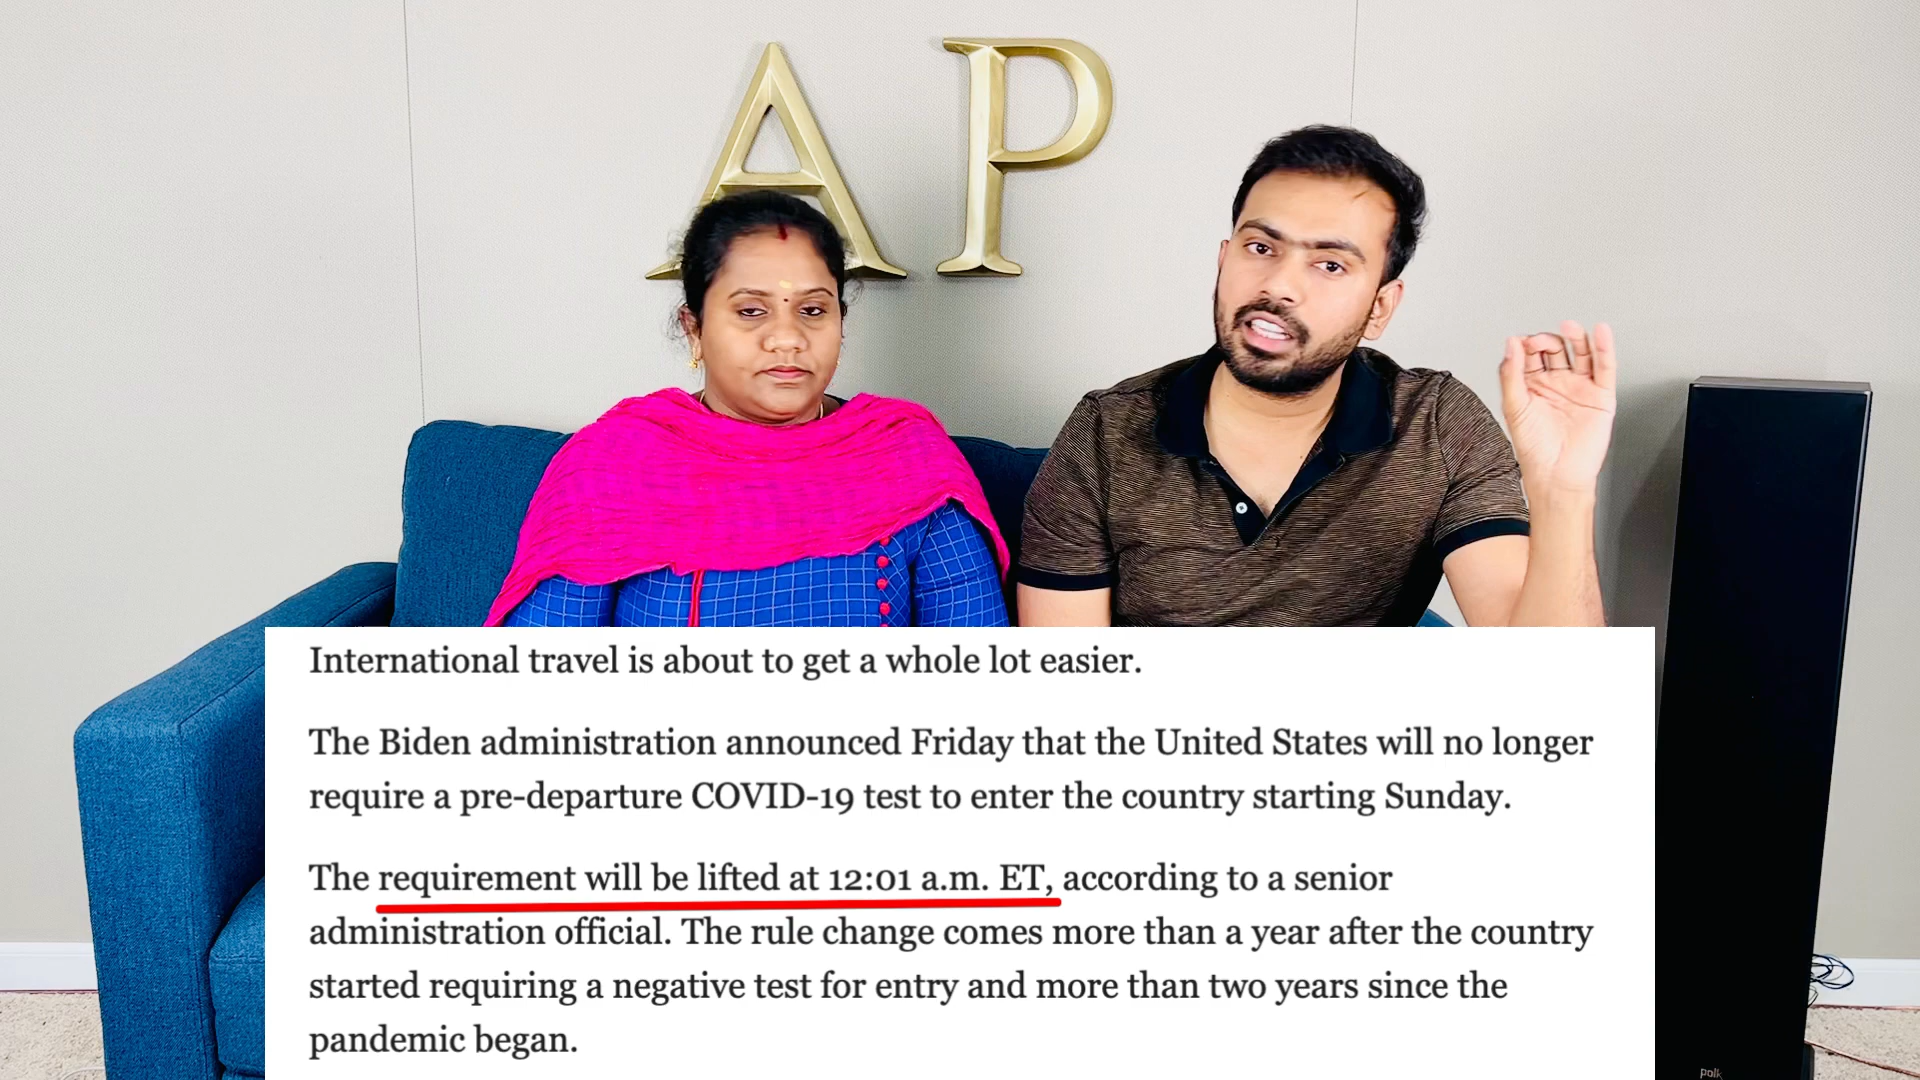 A P
International travel is about to get a whole lot easier.
The Biden administration announced Friday that the United States will no longer
require a pre-departure COVID-19 test to enter the country starting Sunday.
The requirement will be lifted at 12:01 a.m. ET, according to a senior
administration official. The rule change comes more than a year after the country
started requiring a negative test for entry and more than two years since the
pandemic began.
polk